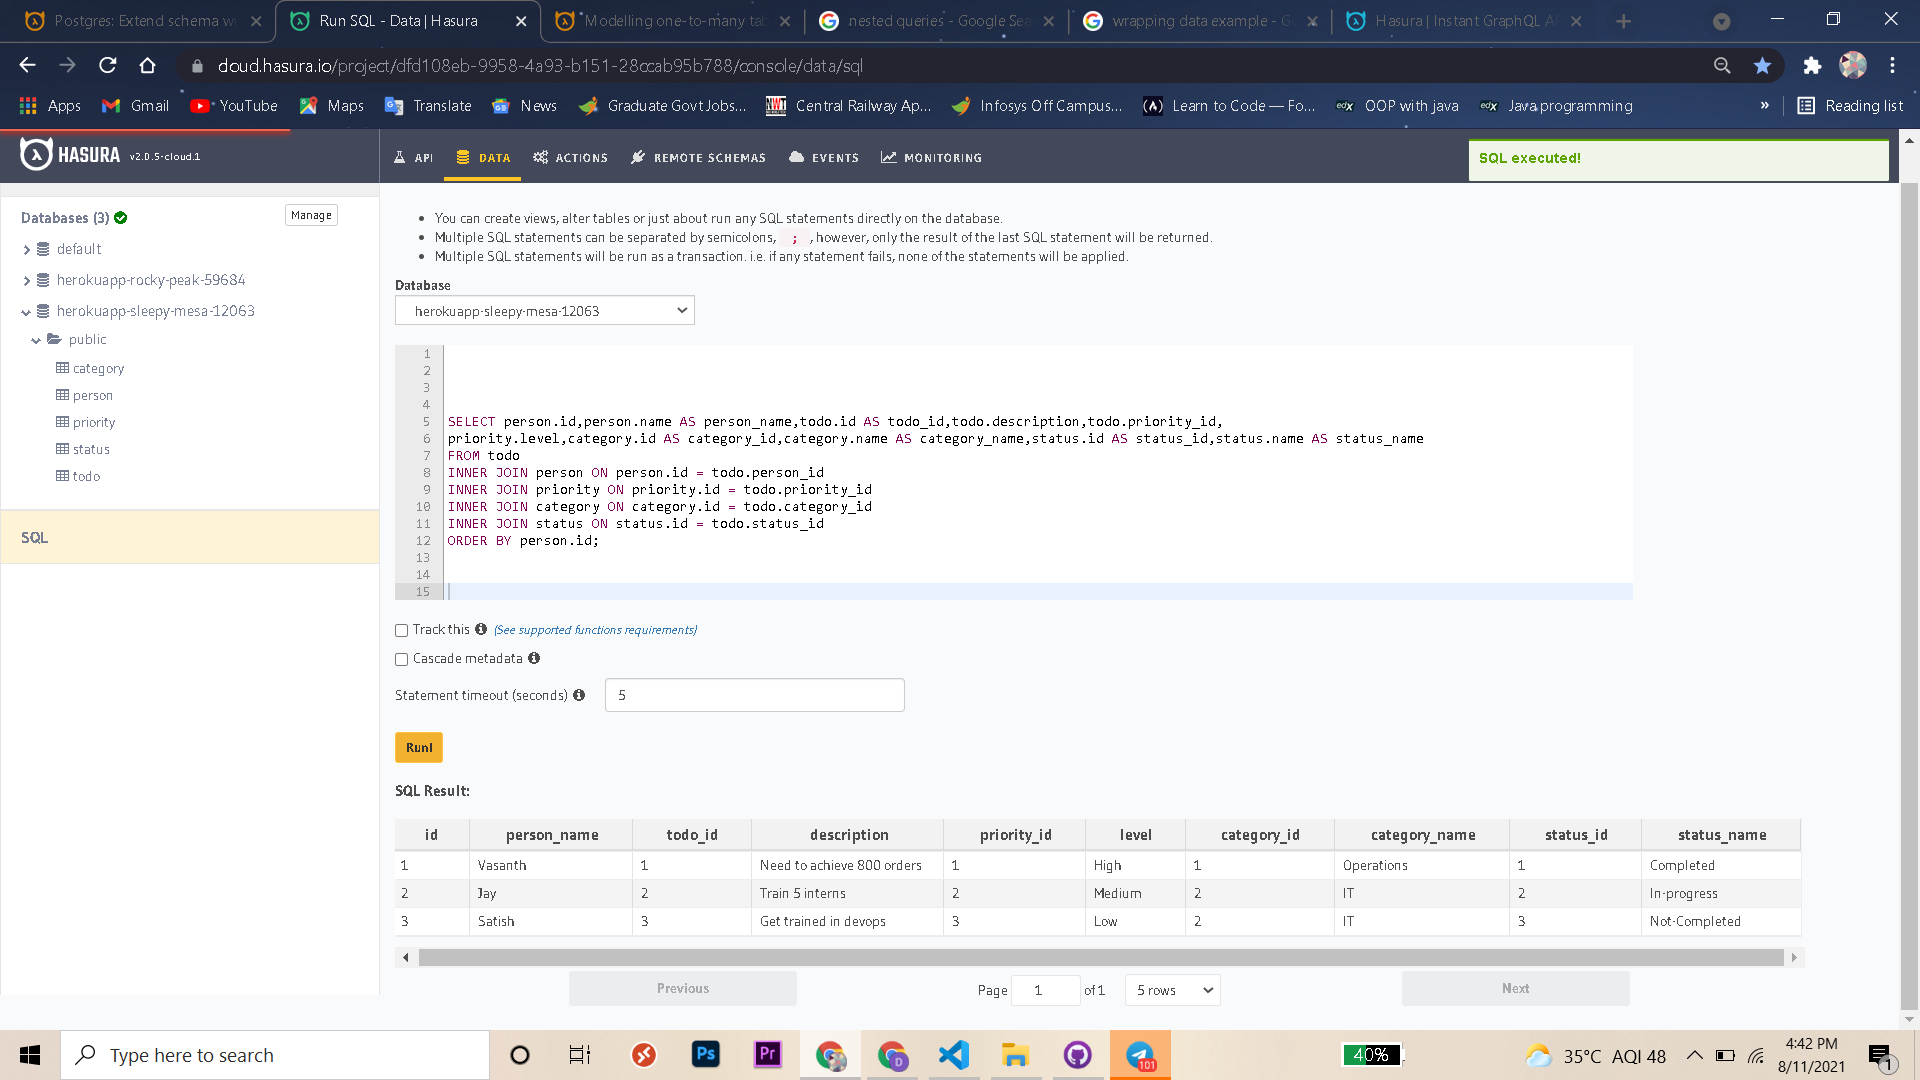 Postgres: Extend schema wi
Run SQL - Data | Hasura
Modelling one-to-many tab
nested queries - Google Sea
wrapping data example - G
Hasura | Instant GraphQL A
cloud.hasura.io/project/dfd108eb-9958-4a93-b151-28ccab95b788/console/data/sql
Apps Gmail YouTube Maps Translate News Graduate Govt Jobs... Central Railway Ap... Infosys Off Campus... Learn to Code — Fo... OOP with java Java programming » Reading list
HASURA v2.0.5-cloud.1
API DATA ACTIONS REMOTE SCHEMAS EVENTS MONITORING
SQL executed!
Databases (3)
Manage
default
herokuapp-rocky-peak-59684
herokuapp-sleepy-mesa-12063
public
category
person
priority
status
todo
SQL
• You can create views, alter tables or just about run any SQL statements directly on the database.
• Multiple SQL statements can be separated by semicolons, ; , however, only the result of the last SQL statement will be returned.
• Multiple SQL statements will be run as a transaction. i.e. if any statement fails, none of the statements will be applied.
Database
herokuapp-sleepy-mesa-12063
1
2
3
4
5 SELECT person.id,person.name AS person_name,todo.id AS todo_id,todo.description,todo.priority_id,
6 priority.level,category.id AS category_id,category.name AS category_name,status.id AS status_id,status.name AS status_name
7 FROM todo
8 INNER JOIN person ON person.id = todo.person_id
9 INNER JOIN priority ON priority.id = todo.priority_id
10 INNER JOIN category ON category.id = todo.category_id
11 INNER JOIN status ON status.id = todo.status_id
12 ORDER BY person.id;
13
14
15
Track this (See supported functions requirements)
Cascade metadata
Statement timeout (seconds) 5
Run!
SQL Result:
id person_name todo_id description priority_id level category_id category_name status_id status_name
1 Vasanth 1 Need to achieve 800 orders 1 High 1 Operations 1 Completed
2 Jay 2 Train 5 interns 2 Medium 2 IT 2 In-progress
3 Satish 3 Get trained in devops 3 Low 2 IT 3 Not-Completed
Previous Page 1 of 1 5 rows Next
Type here to search
Ps
Pr
D
101
40%
35°C AQI 48
4:42 PM
8/11/2021
1